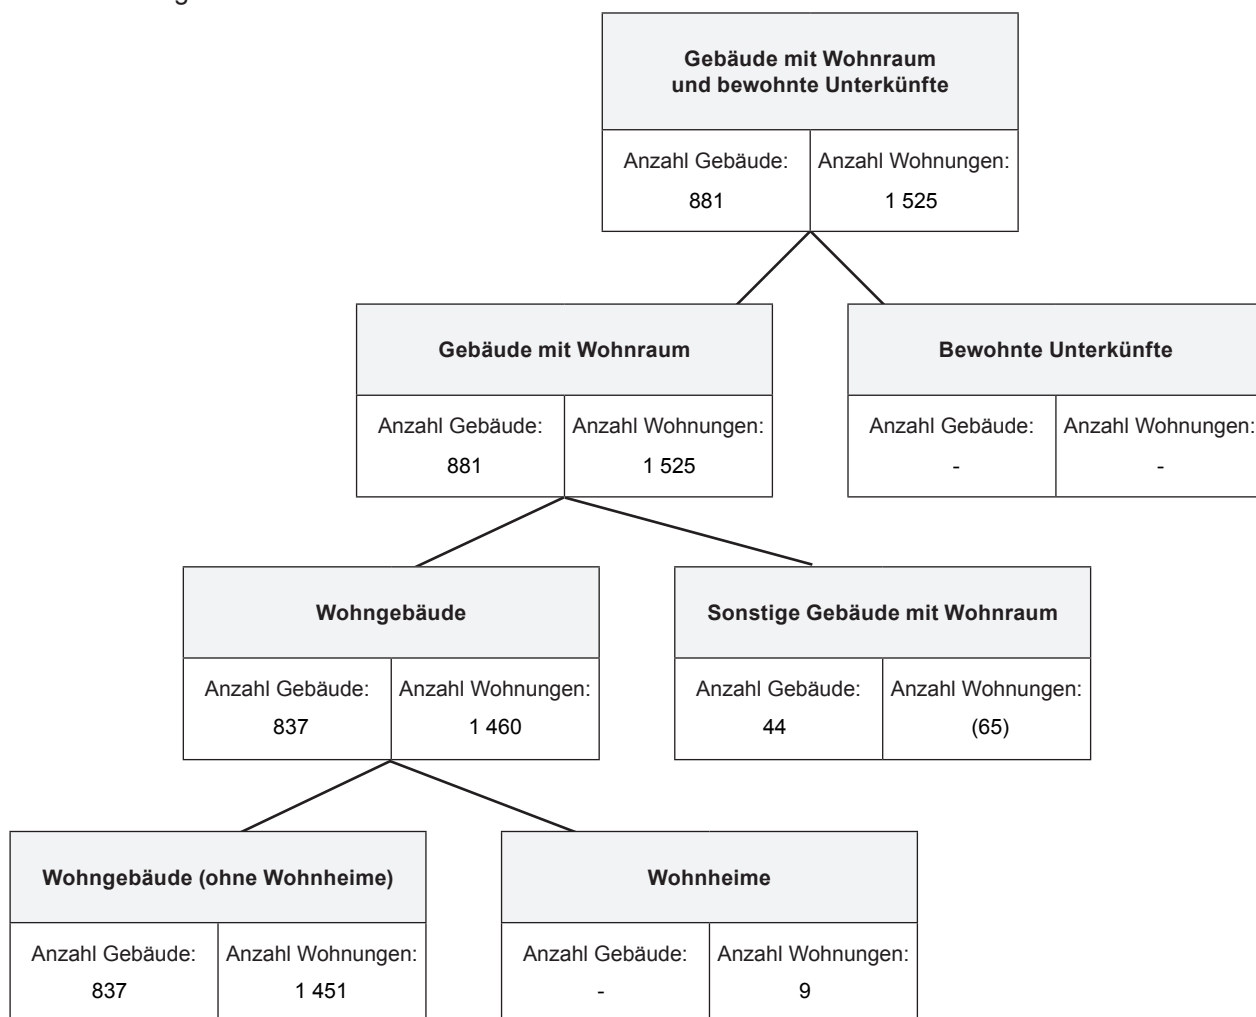 Gebäude mit Wohnraum
und bewohnte Unterkünfte
Anzahl Gebäude: Anzahl Wohnungen:
881 1 525
Gebäude mit Wohnraum
Anzahl Gebäude: Anzahl Wohnungen:
881 1 525
Bewohnte Unterkünfte
Anzahl Gebäude: Anzahl Wohnungen:
- -
Wohngebäude
Anzahl Gebäude: Anzahl Wohnungen:
837 1 460
Sonstige Gebäude mit Wohnraum
Anzahl Gebäude: Anzahl Wohnungen:
44 (65)
Wohngebäude (ohne Wohnheime)
Anzahl Gebäude: Anzahl Wohnungen:
837 1 451
Wohnheime
Anzahl Gebäude: Anzahl Wohnungen:
- 9